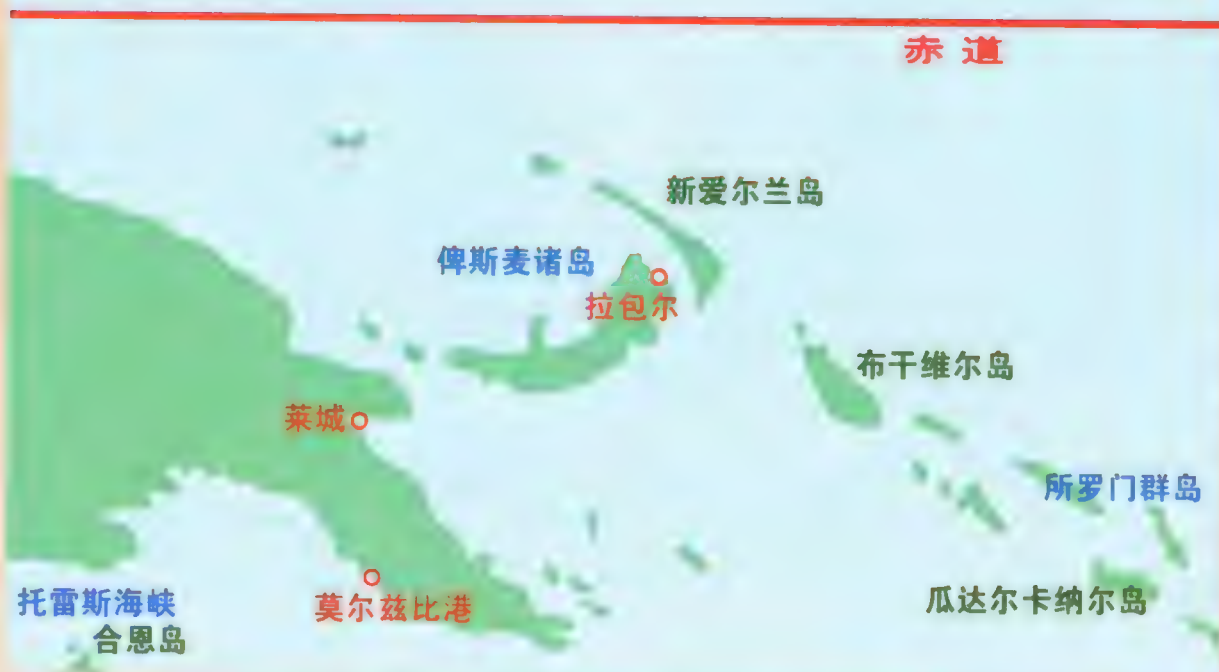 赤道
新爱尔兰岛
俾斯麦诸岛
拉包尔
布干维尔岛
莱城
所罗门群岛
瓜达尔卡纳尔岛
托雷斯海峡
莫尔兹比港
合恩岛